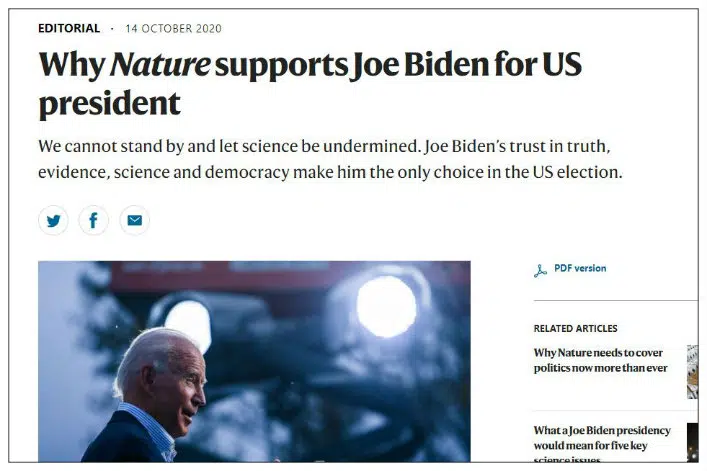 EDITORIAL · 14 OCTOBER 2020
Why Nature supports Joe Biden for US
president
We cannot stand by and let science be undermined. Joe Biden's trust in truth,
evidence, science and democracy make him the only choice in the US election.
PDF version
RELATED ARTICLES
Why Nature needs to cover
politics now more than ever
What a Joe Biden presidency
would mean for five key
science issues